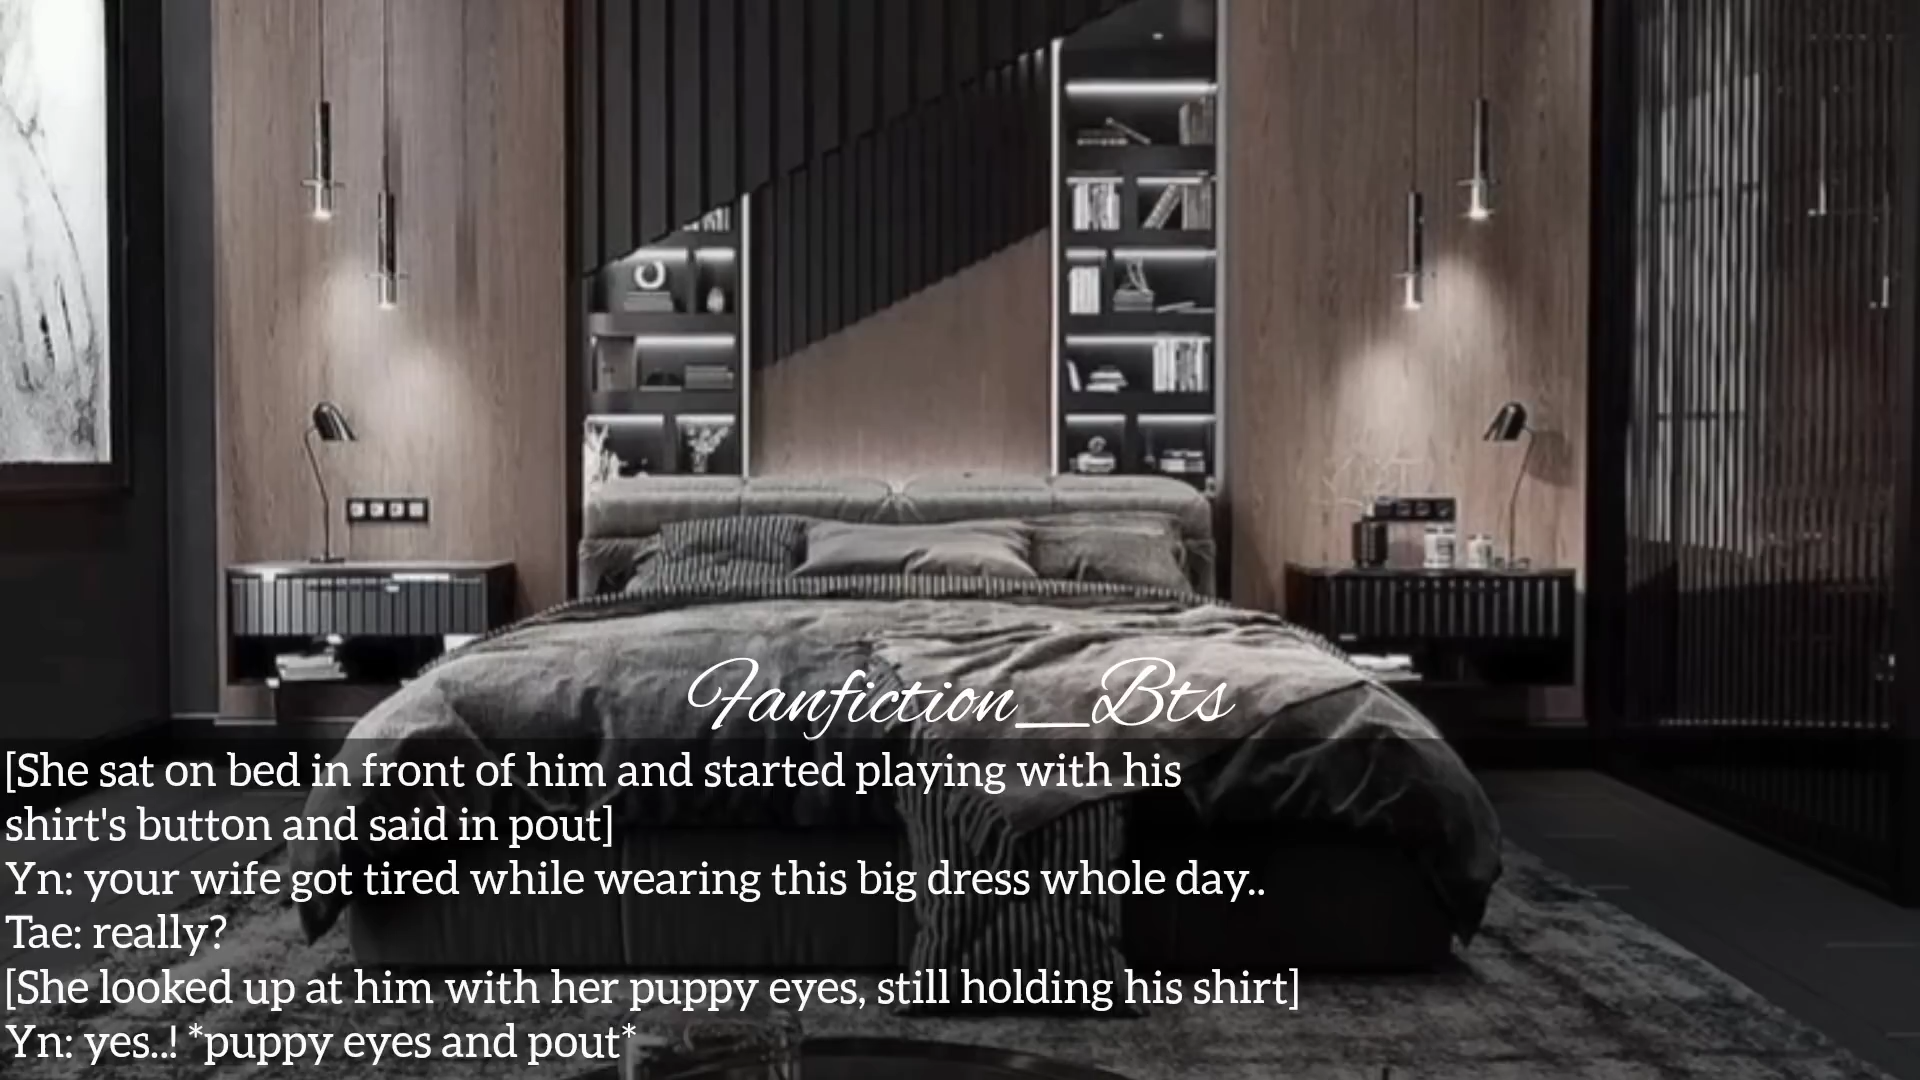 Fanfiction__Bts
[She sat on bed in front of him and started playing with his
shirt's button and said in pout]
Yn: your wife got tired while wearing this big dress whole day..
Tae: really?
[She looked up at him with her puppy eyes, still holding his shirt]
Yn: yes..! *puppy eyes and pout*